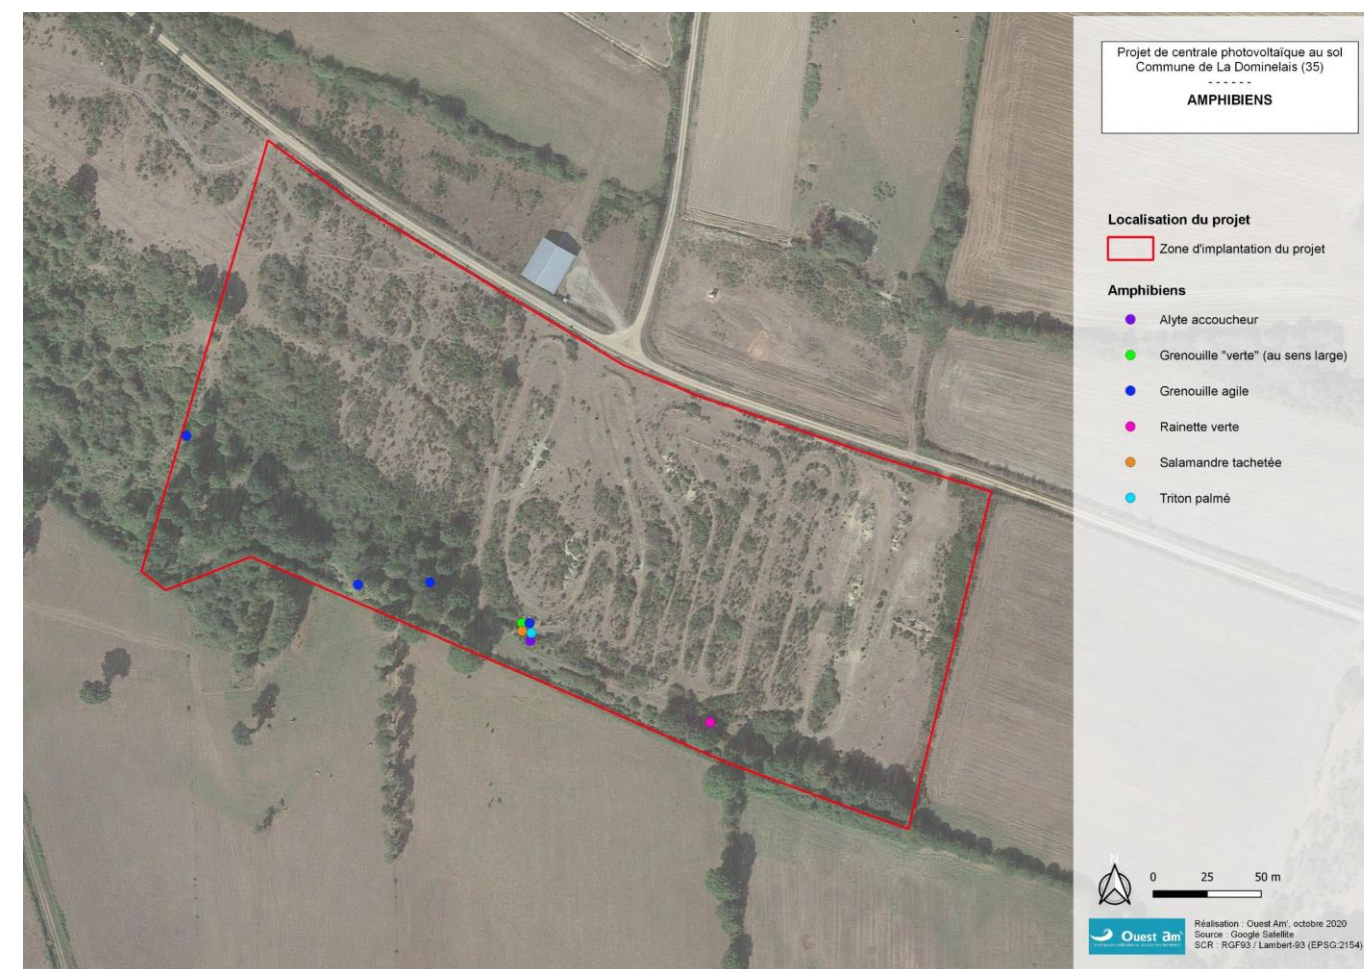 Projet de centrale photovoltaïque au sol
Commune de La Dominelais (35)
- - - - - -
AMPHIBIENS
Localisation du projet
Zone d'implantation du projet
Amphibiens
Alyte accoucheur
Grenouille "verte" (au sens large)
Grenouille agile
Rainette verte
Salamandre tachetée
Triton palmé
N
0 25 50 m
Ouest am'
Réalisation : Ouest Am', octobre 2020
Source : Google Satellite
SCR : RGF93 / Lambert-93 (EPSG:2154)